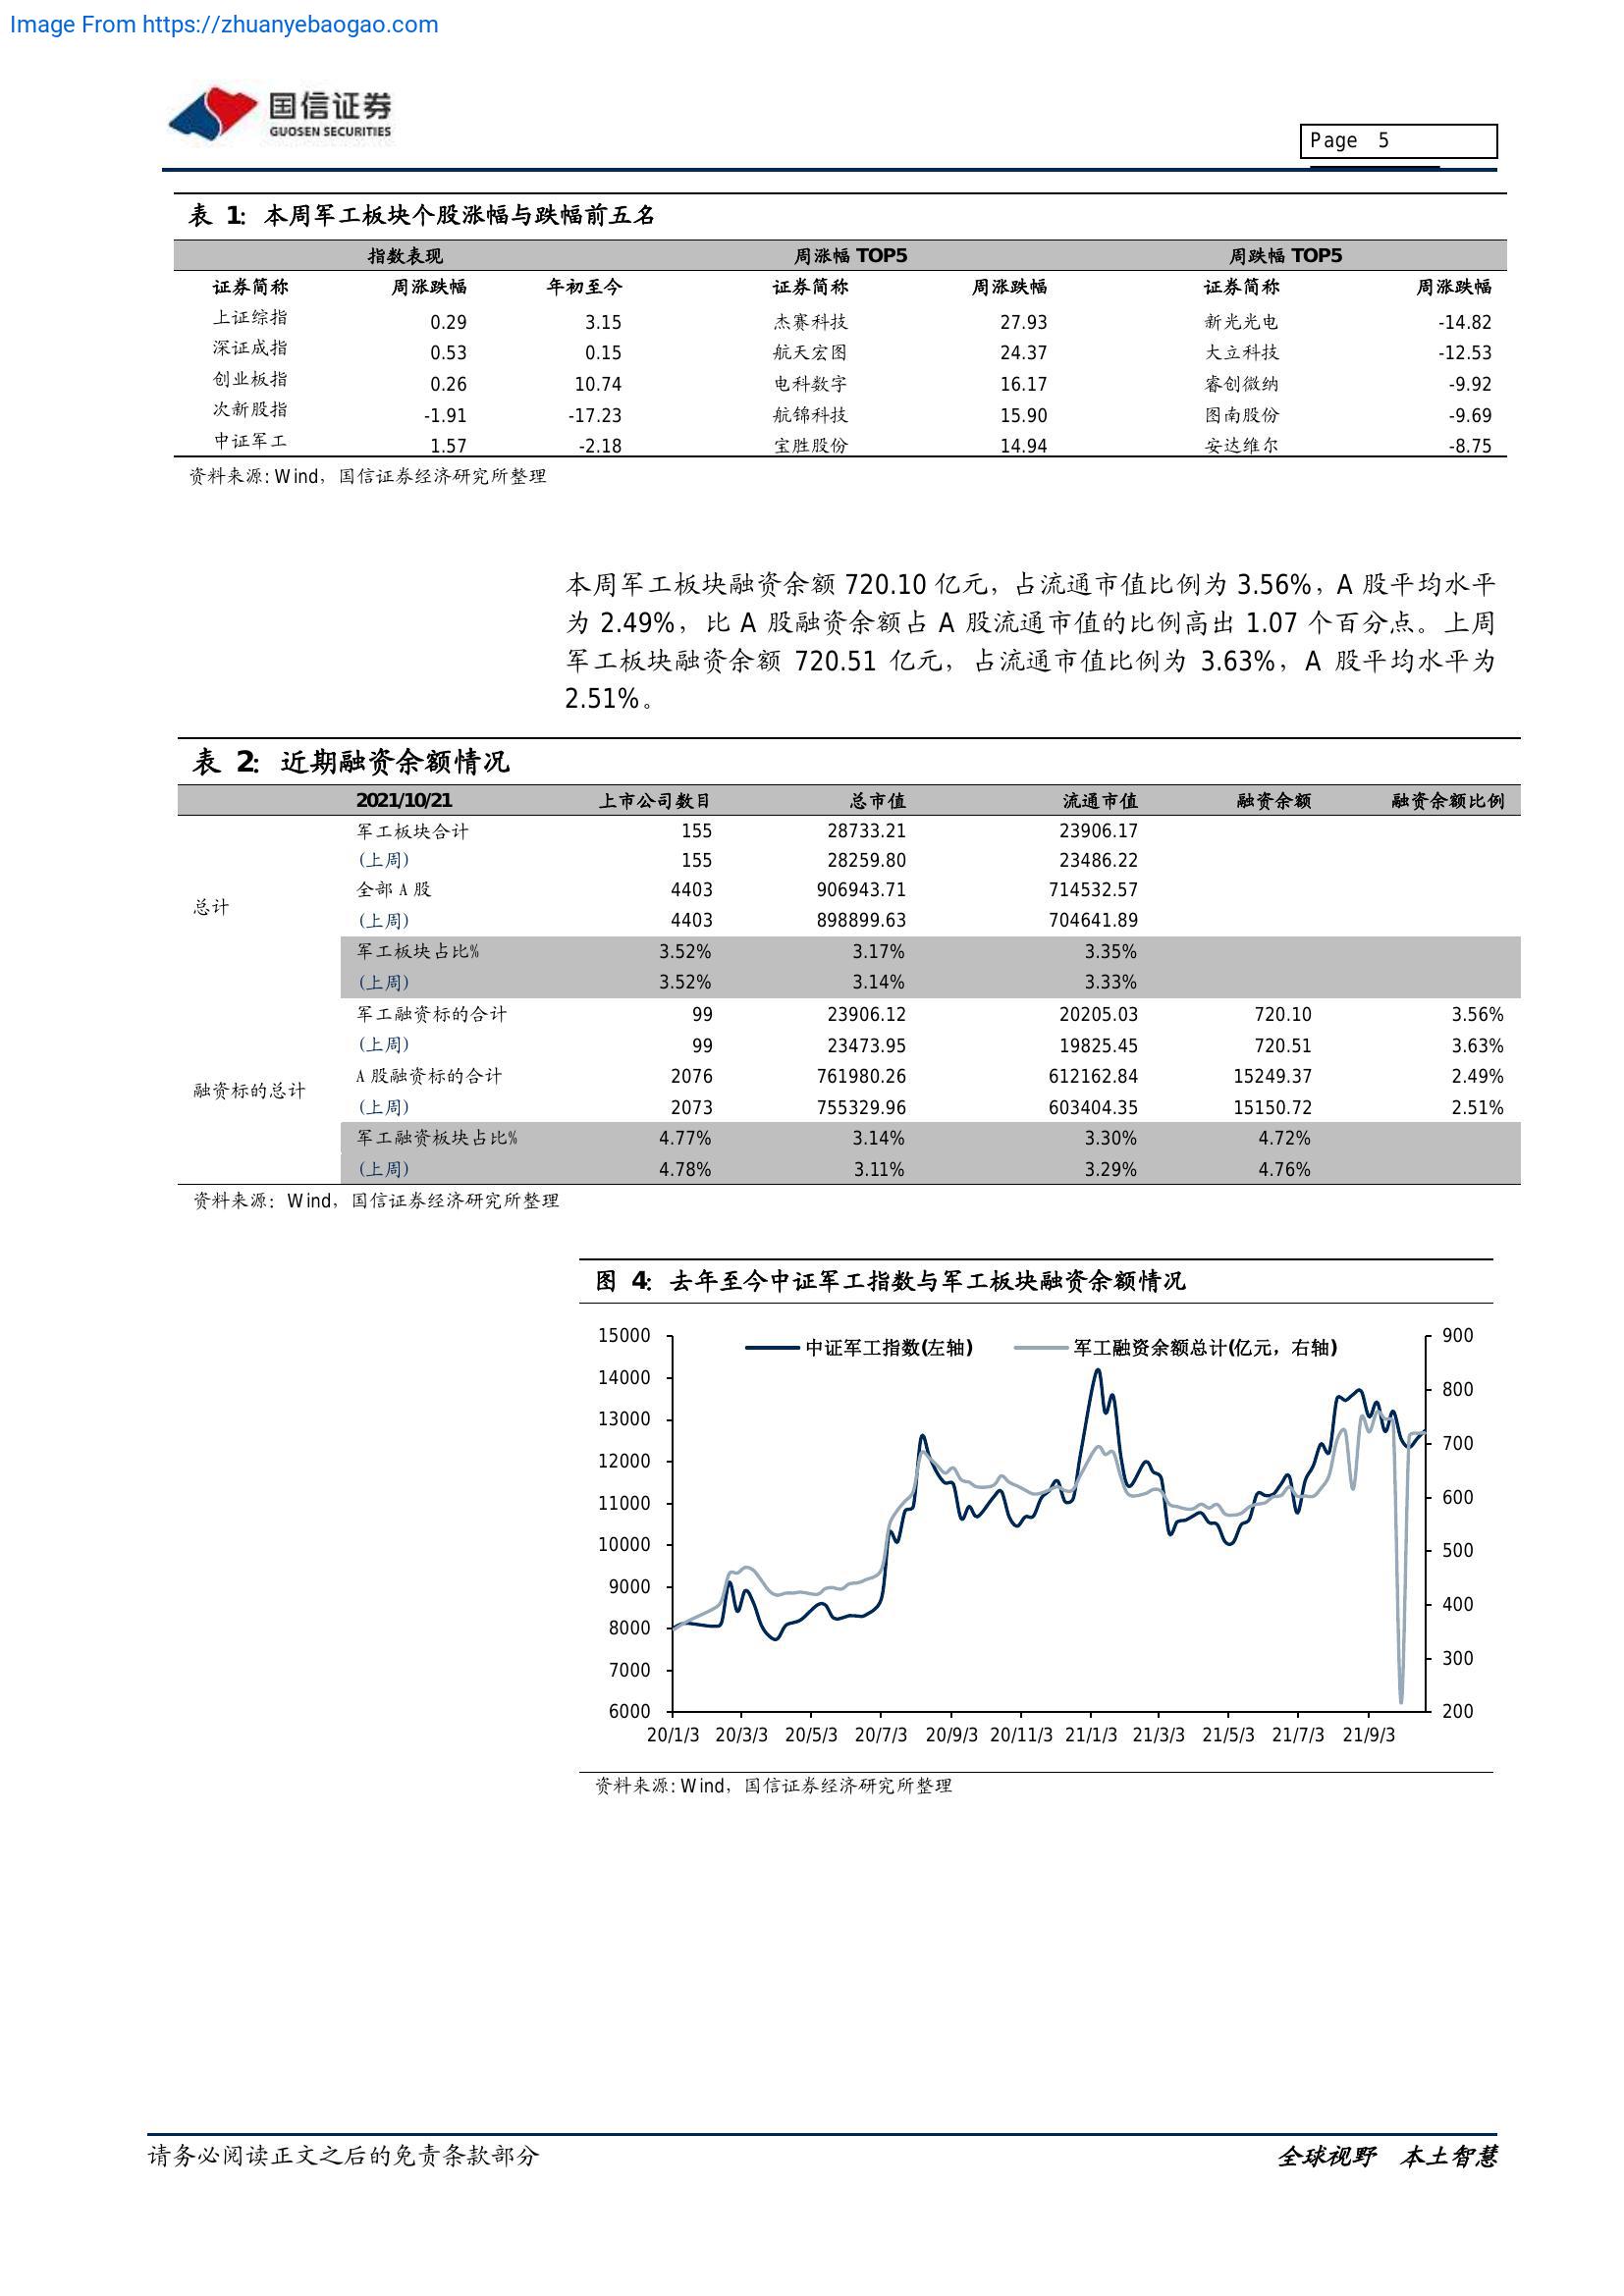 Image From https://zhuanyebaogao.com
国信证券
GUOSEN SECURITIES
Page 5
表 1：本周军工板块个股涨幅与跌幅前五名
指数表现 周涨幅 TOP5 周跌幅 TOP5
证券简称 周涨跌幅 年初至今 证券简称 周涨跌幅 证券简称 周涨跌幅
上证综指 0.29 3.15 杰赛科技 27.93 新光光电 -14.82
深证成指 0.53 0.15 航天宏图 24.37 大立科技 -12.53
创业板指 0.26 10.74 电科数字 16.17 睿创微纳 -9.92
次新股指 -1.91 -17.23 航锦科技 15.90 图南股份 -9.69
中证军工 1.57 -2.18 宝胜股份 14.94 安达维尔 -8.75
资料来源：Wind，国信证券经济研究所整理
本周军工板块融资余额 720.10 亿元，占流通市值比例为 3.56%，A 股平均水平
为 2.49%，比 A 股融资余额占 A 股流通市值的比例高出 1.07 个百分点。上周
军工板块融资余额 720.51 亿元，占流通市值比例为 3.63%，A 股平均水平为
2.51%。
表 2：近期融资余额情况
2021/10/21 上市公司数目 总市值 流通市值 融资余额 融资余额比例
军工板块合计 155 28733.21 23906.17
（上周） 155 28259.80 23486.22
全部 A 股 4403 906943.71 714532.57
总计
（上周） 4403 898899.63 704641.89
军工板块占比% 3.52% 3.17% 3.35%
（上周） 3.52% 3.14% 3.33%
军工融资标的合计 99 23906.12 20205.03 720.10 3.56%
（上周） 99 23473.95 19825.45 720.51 3.63%
A 股融资标的合计 2076 761980.26 612162.84 15249.37 2.49%
融资标的总计
（上周） 2073 755329.96 603404.35 15150.72 2.51%
军工融资板块占比% 4.77% 3.14% 3.30% 4.72%
（上周） 4.78% 3.11% 3.29% 4.76%
资料来源：Wind，国信证券经济研究所整理
图 4：去年至今中证军工指数与军工板块融资余额情况
中证军工指数(左轴) 军工融资余额总计(亿元，右轴)
15000
14000
13000
12000
11000
10000
9000
8000
7000
6000
900
800
700
600
500
400
300
200
20/1/3 20/3/3 20/5/3 20/7/3 20/9/3 20/11/3 21/1/3 21/3/3 21/5/3 21/7/3 21/9/3
资料来源：Wind，国信证券经济研究所整理
请务必阅读正文之后的免责条款部分 全球视野 本土智慧